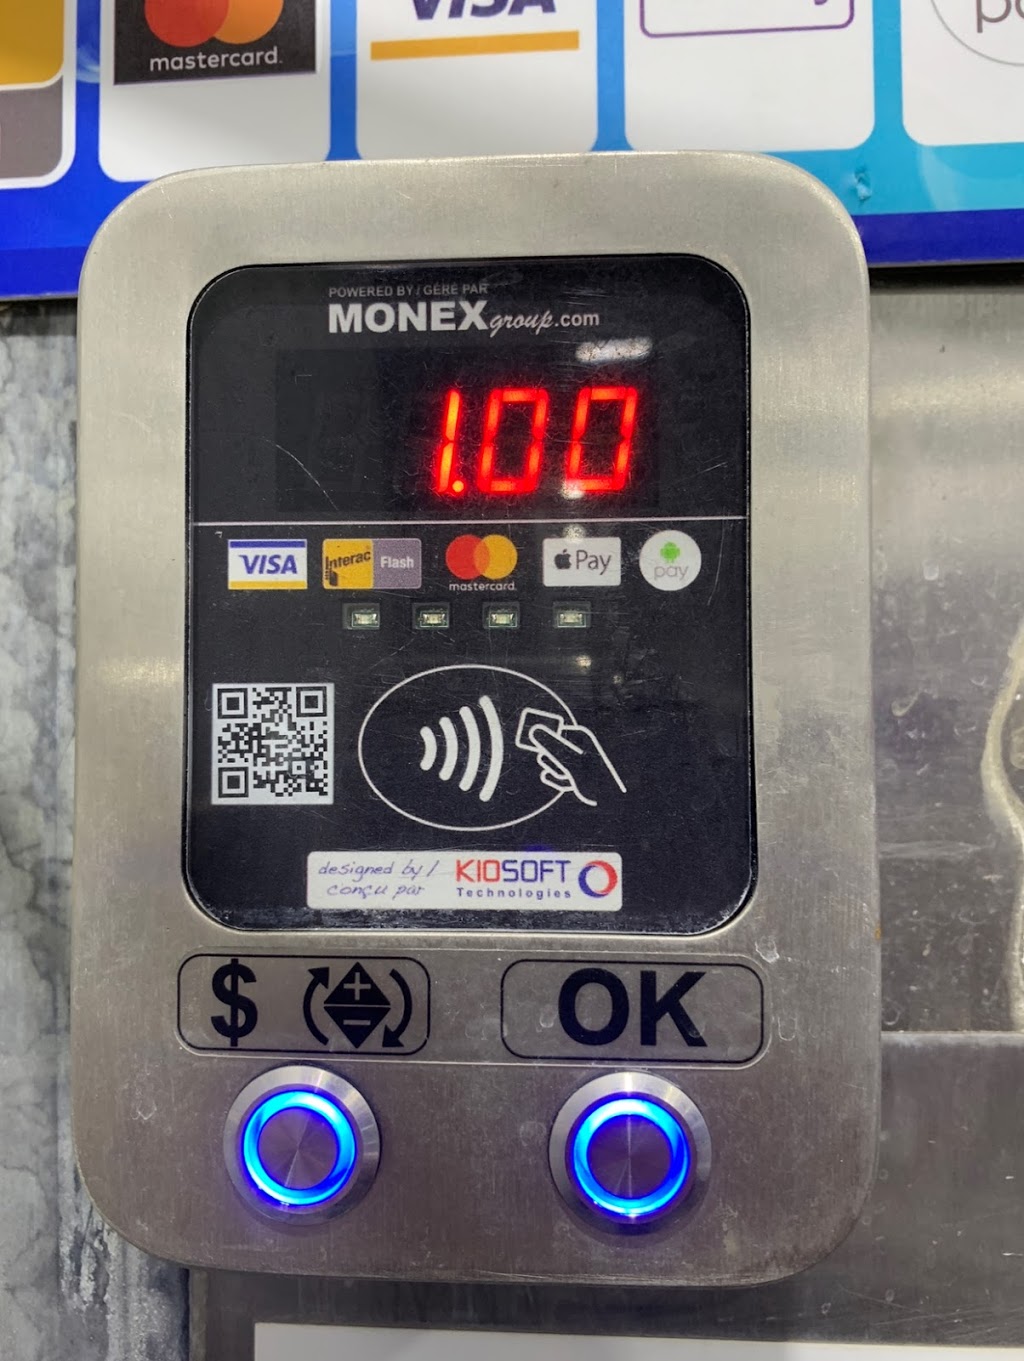 mastercard.
VISA
POWERED BY / GÉRÉ PAR
MONEXgroup.com
1.00
VISA
Interac Flash
mastercard.
Pay
pay
designed by /
conçu par
KIOSOFT
Technologies
$ + −
OK